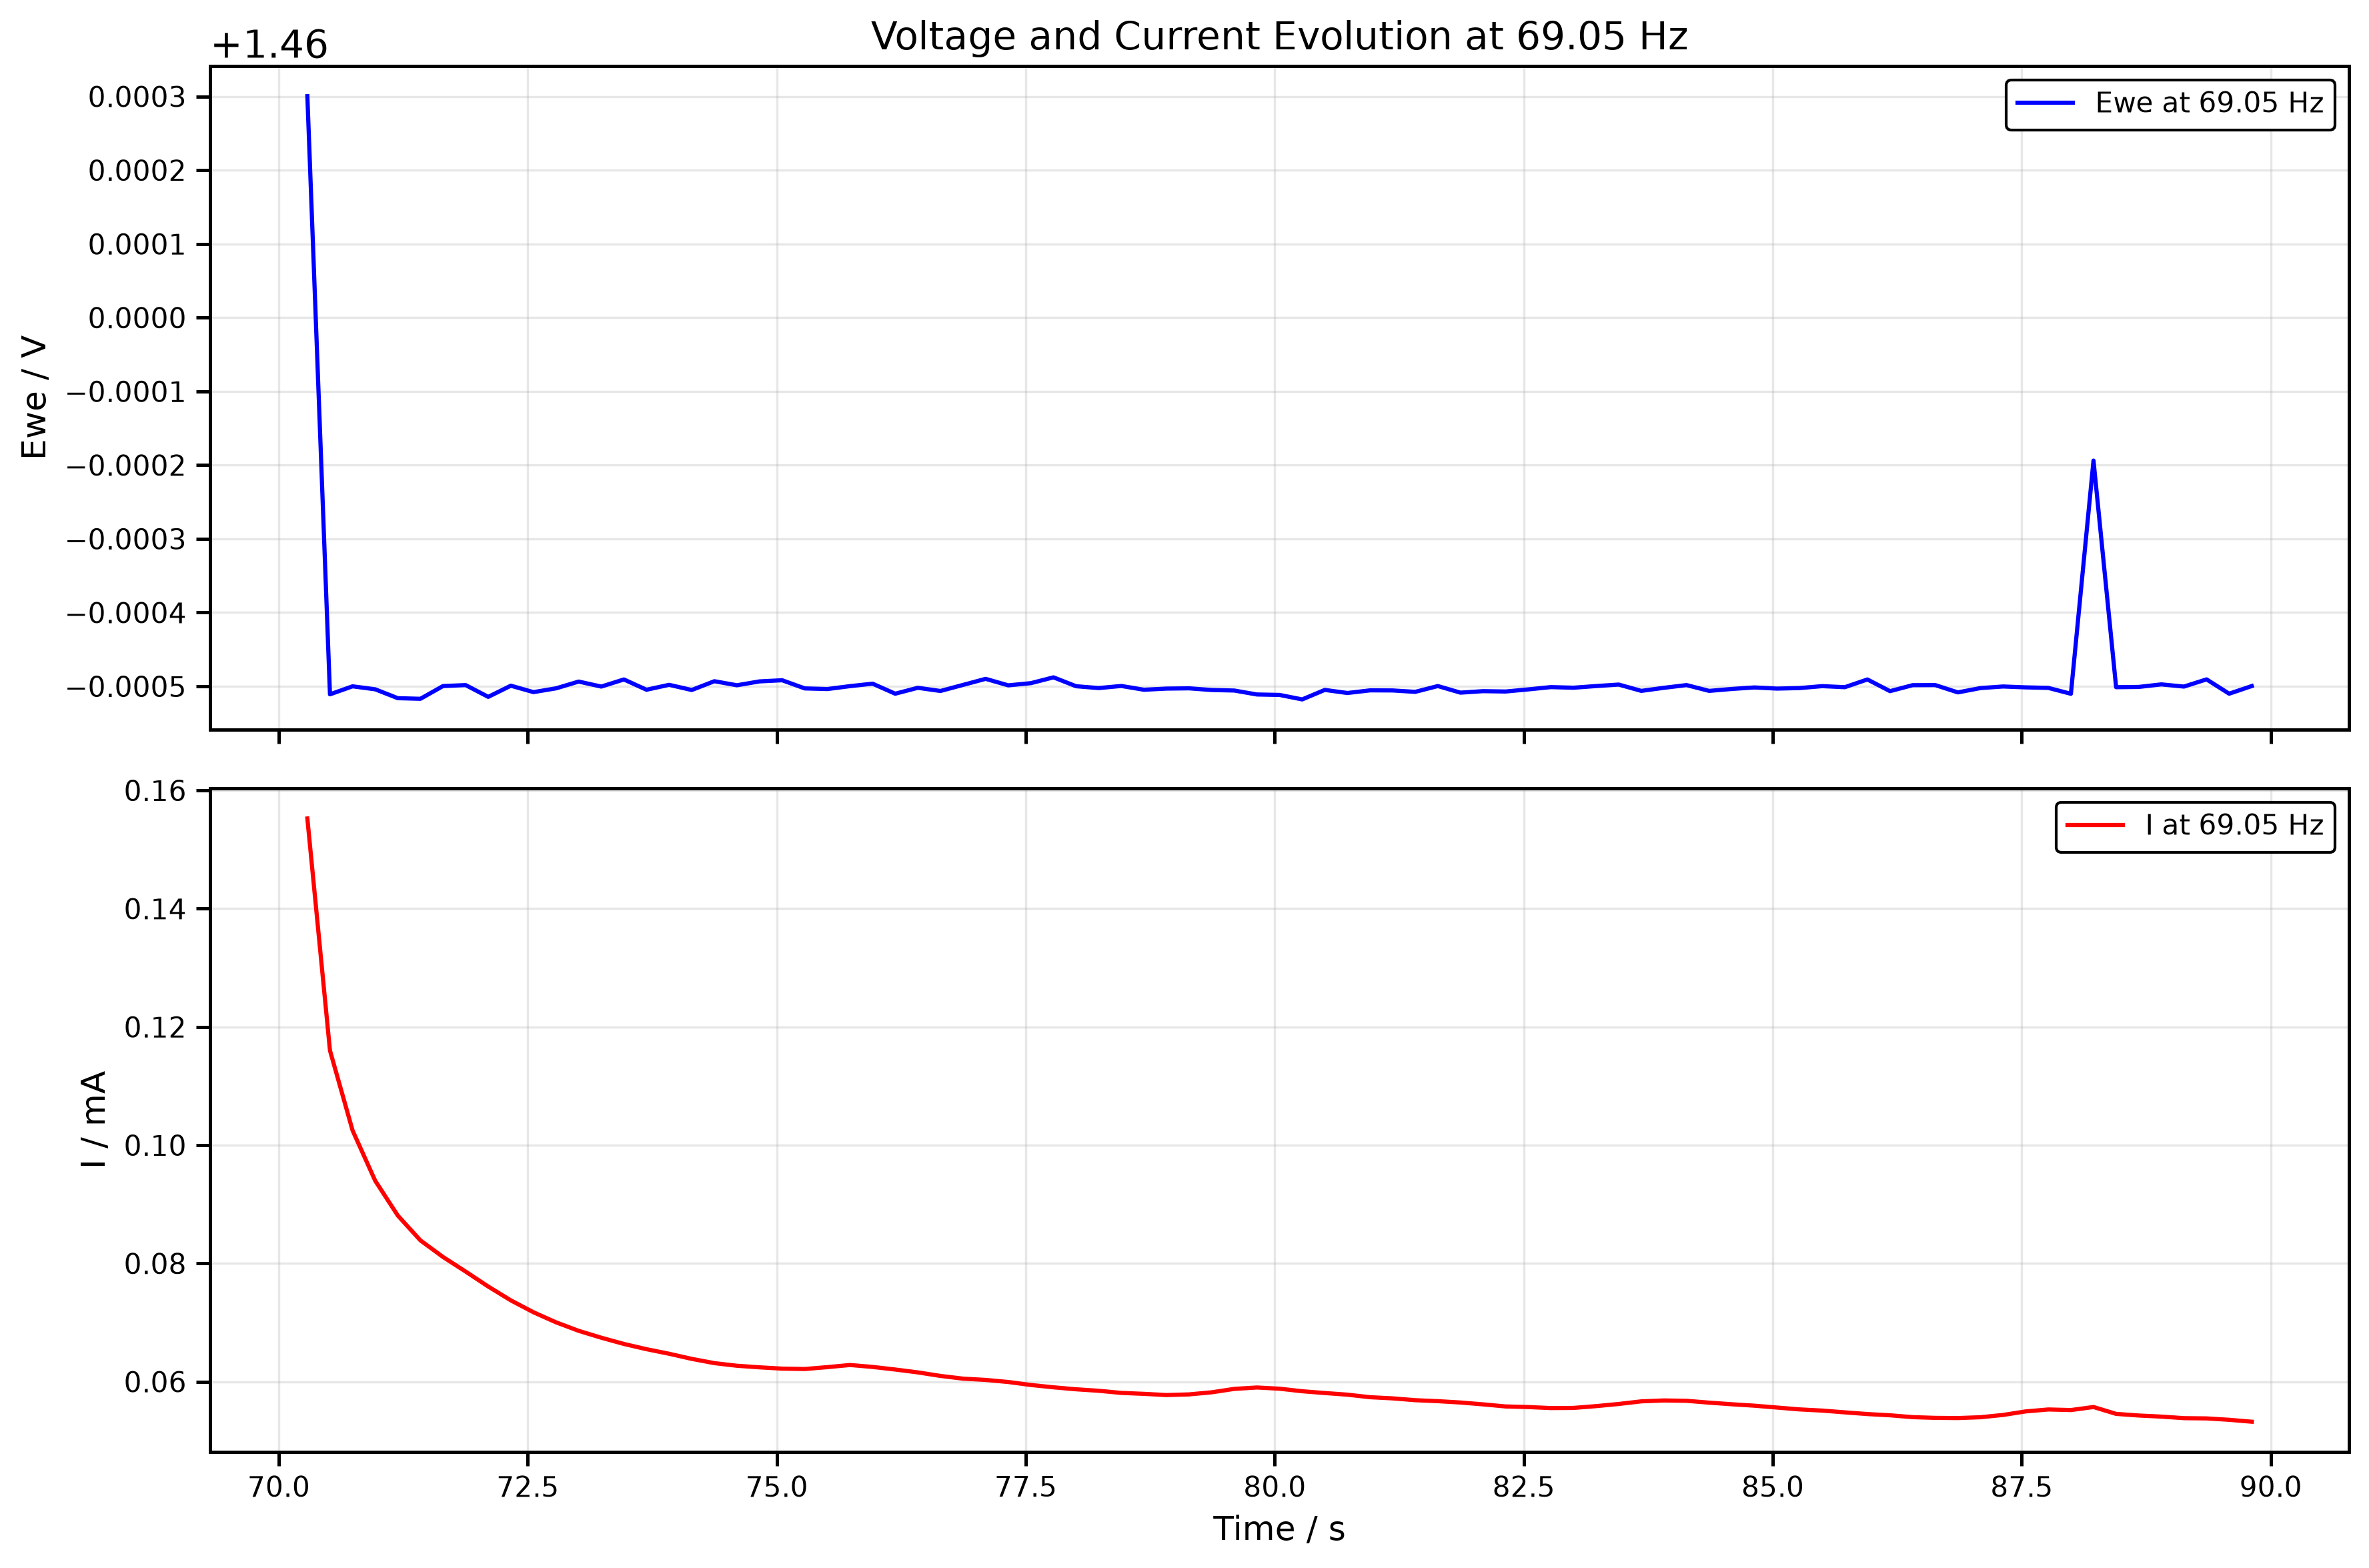 Voltage and Current Evolution at 69.05 Hz
+1.46
0.0003
0.0002
0.0001
0.0000
−0.0001
−0.0002
−0.0003
−0.0004
−0.0005
Ewe / V
Ewe at 69.05 Hz
0.16
0.14
0.12
0.10
0.08
0.06
I / mA
I at 69.05 Hz
70.0 72.5 75.0 77.5 80.0 82.5 85.0 87.5 90.0
Time / s